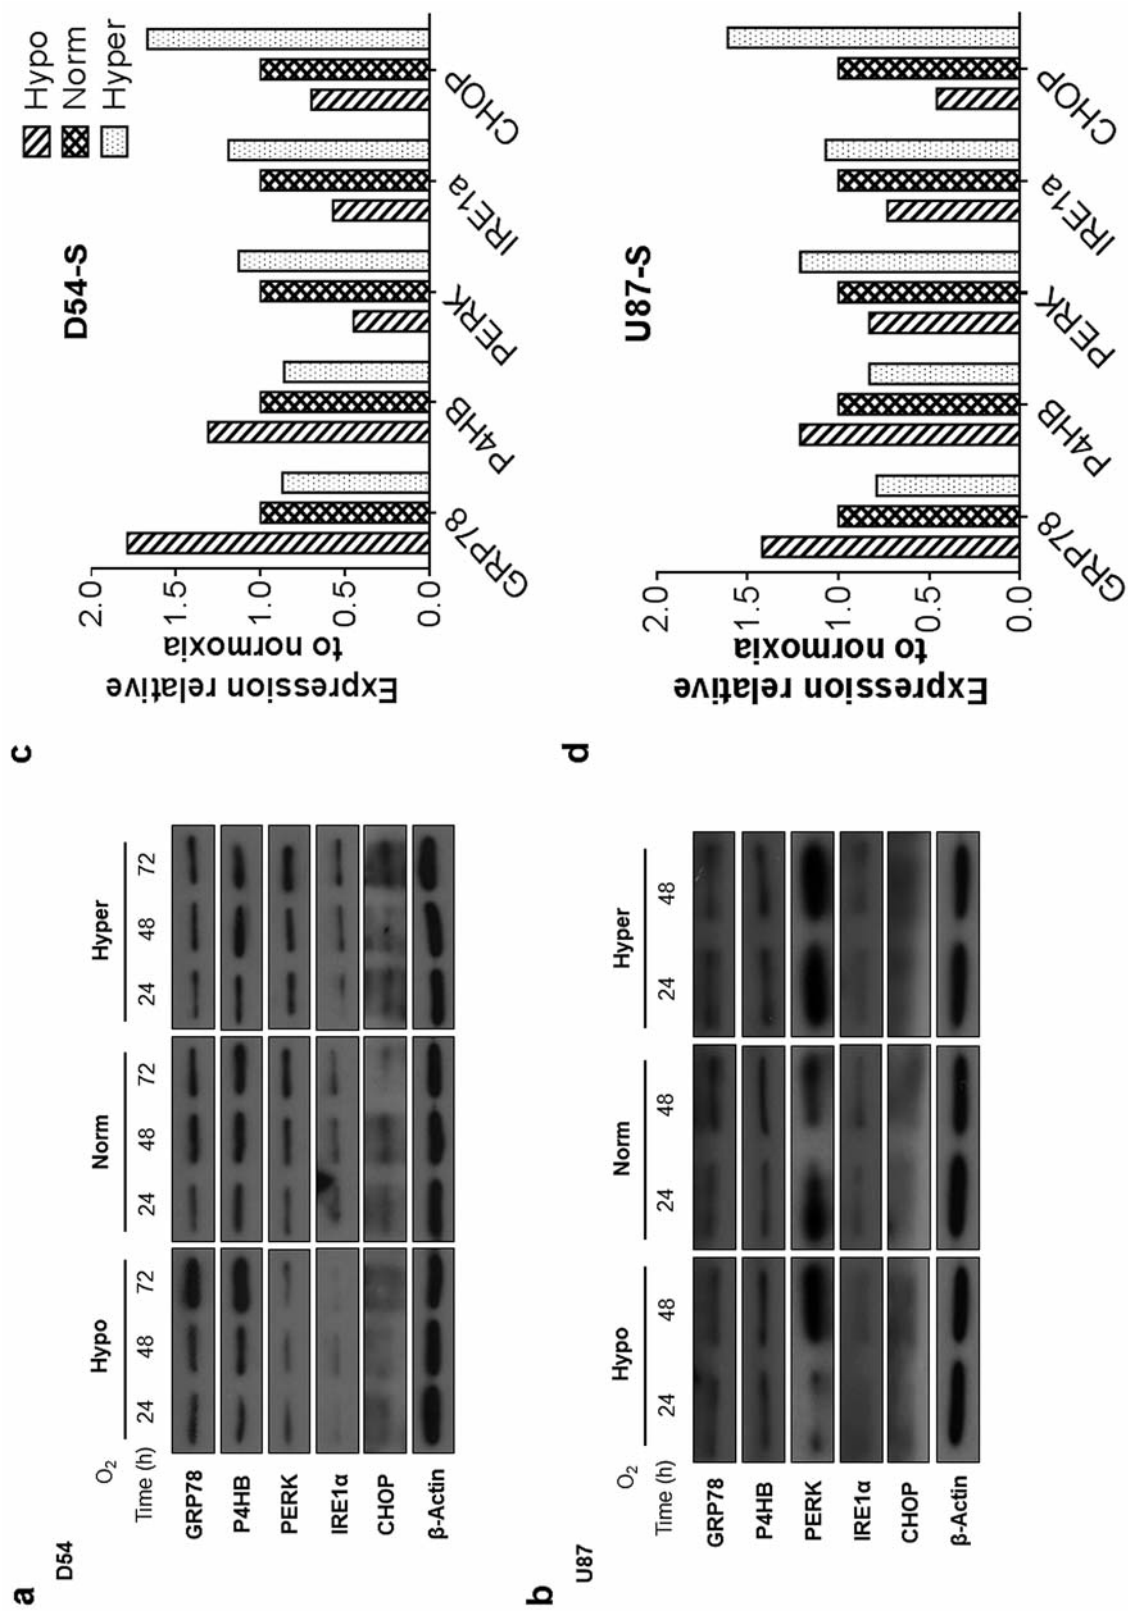 a
D54
O2 Hypo Norm Hyper
Time (h) 24 48 72 24 48 72 24 48 72
GRP78
P4HB
PERK
IRE1α
CHOP
β-Actin
b
U87
O2 Hypo Norm Hyper
Time (h) 24 48 24 48 24 48
GRP78
P4HB
PERK
IRE1α
CHOP
β-Actin
c
D54-S
Hypo
Norm
Hyper
Expression relative
to normoxia
2.0
1.5
1.0
0.5
0.0
GRP78 P4HB PERK IRE1a CHOP
d
U87-S
Expression relative
to normoxia
2.0
1.5
1.0
0.5
0.0
GRP78 P4HB PERK IRE1a CHOP